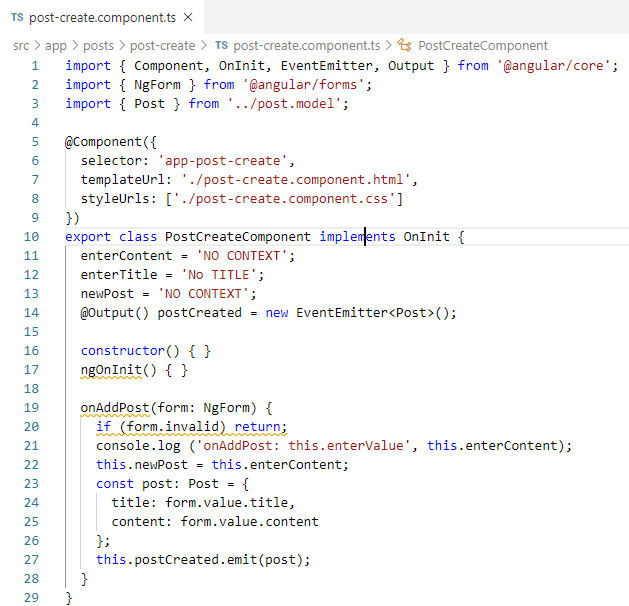 TS post-create.component.ts ×
src > app > posts > post-create > TS post-create.component.ts > PostCreateComponent
1 import { Component, OnInit, EventEmitter, Output } from '@angular/core';
2 import { NgForm } from '@angular/forms';
3 import { Post } from '../post.model';
4
5 @Component({
6   selector: 'app-post-create',
7   templateUrl: './post-create.component.html',
8   styleUrls: ['./post-create.component.css']
9 })
10 export class PostCreateComponent implements OnInit {
11   enterContent = 'NO CONTEXT';
12   enterTitle = 'No TITLE';
13   newPost = 'NO CONTEXT';
14   @Output() postCreated = new EventEmitter<Post>();
15
16   constructor() { }
17   ngOnInit() { }
18
19   onAddPost(form: NgForm) {
20     if (form.invalid) return;
21     console.log ('onAddPost: this.enterValue', this.enterContent);
22     this.newPost = this.enterContent;
23     const post: Post = {
24       title: form.value.title,
25       content: form.value.content
26     };
27     this.postCreated.emit(post);
28   }
29 }